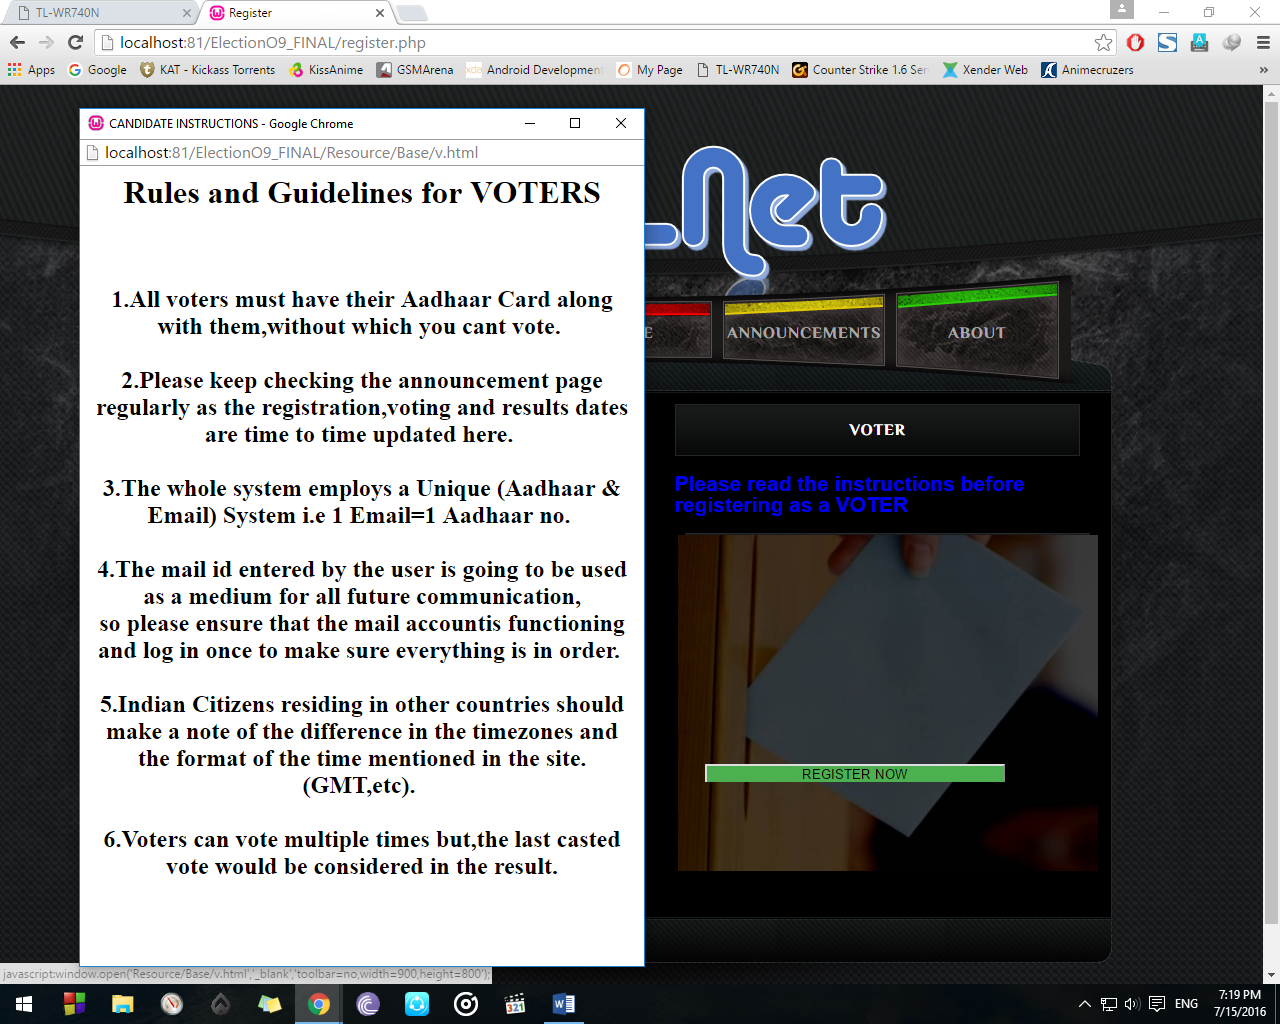 TL-WR740N
Register
localhost:81/ElectionO9_FINAL/register.php
Apps
Google
KAT - Kickass Torrents
KissAnime
GSMArena
Android Developmen
My Page
TL-WR740N
Counter Strike 1.6 Ser
Xender Web
Animecruzers
»
CANDIDATE INSTRUCTIONS - Google Chrome
localhost:81/ElectionO9_FINAL/Resource/Base/v.html
Rules and Guidelines for VOTERS
1.All voters must have their Aadhaar Card along
with them,without which you cant vote.
2.Please keep checking the announcement page
regularly as the registration,voting and results dates
are time to time updated here.
3.The whole system employs a Unique (Aadhaar &
Email) System i.e 1 Email=1 Aadhaar no.
4.The mail id entered by the user is going to be used
as a medium for all future communication,
so please ensure that the mail accountis functioning
and log in once to make sure everything is in order.
5.Indian Citizens residing in other countries should
make a note of the difference in the timezones and
the format of the time mentioned in the site.
(GMT,etc).
6.Voters can vote multiple times but,the last casted
vote would be considered in the result.
_Net
E
ANNOUNCEMENTS
ABOUT
VOTER
Please read the instructions before
registering as a VOTER
REGISTER NOW
javascript:window.open('Resource/Base/v.html','_blank','toolbar=no,width=900,height=800');
321
ENG
7:19 PM
7/15/2016